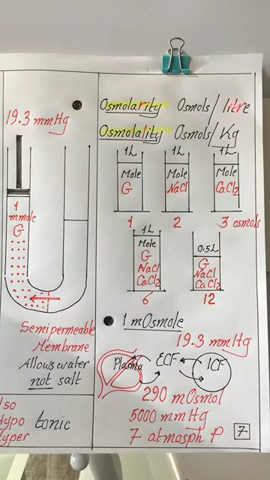 19.3 mmHg
1
mmole
G
Semipermeable
Membrane
Allows water
not salt
Iso
Hypo
Hyper
tonic
Osmolarity Osmols/litre
Osmolality Osmols/Kg
1L 1L 1L
Mole Mole Mole
G NaCl CaCl2
1 2 3 osmols
1L 0.5L
Mole
G G
NaCl NaCl
CaCl2 CaCl2
6 12
1 mOsmole
19.3 mmHg
Plasma ECF ICF
290 mOsmol
5000 mmHg
7 atmosph P
7